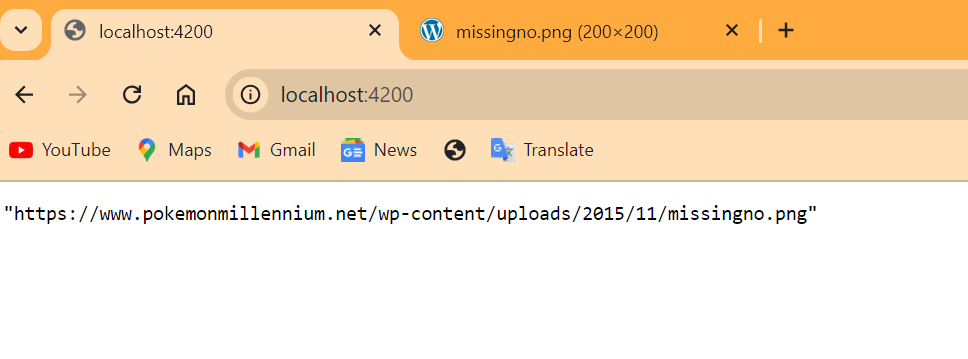 localhost:4200 missingno.png (200×200)
localhost:4200
YouTube Maps Gmail News Translate
"https://www.pokemonmillennium.net/wp-content/uploads/2015/11/missingno.png"